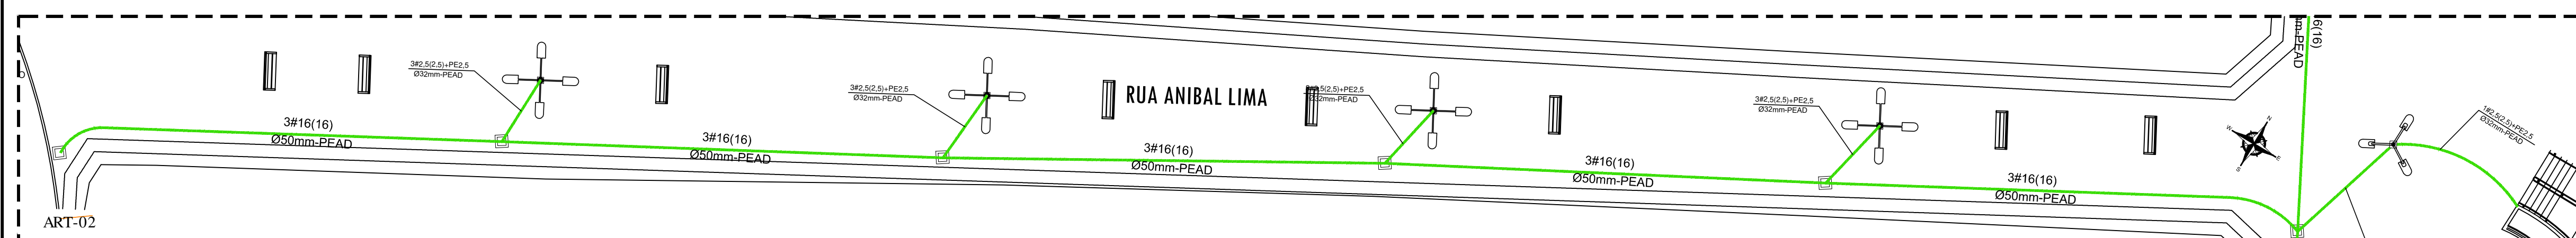 3#2,5(2,5)+PE2,5
Ø32mm-PEAD
3#2,5(2,5)+PE2,5
Ø32mm-PEAD
RUA ANIBAL LIMA
3#2,5(2,5)+PE2,5
Ø32mm-PEAD
3#2,5(2,5)+PE2,5
Ø32mm-PEAD
6(16)
m-PEAD
N
W
E
S
1#2,5(2,5)+PE2,5
Ø32mm-PEAD
3#16(16)
Ø50mm-PEAD
3#16(16)
Ø50mm-PEAD
3#16(16)
Ø50mm-PEAD
3#16(16)
Ø50mm-PEAD
3#16(16)
Ø50mm-PEAD
ART-02